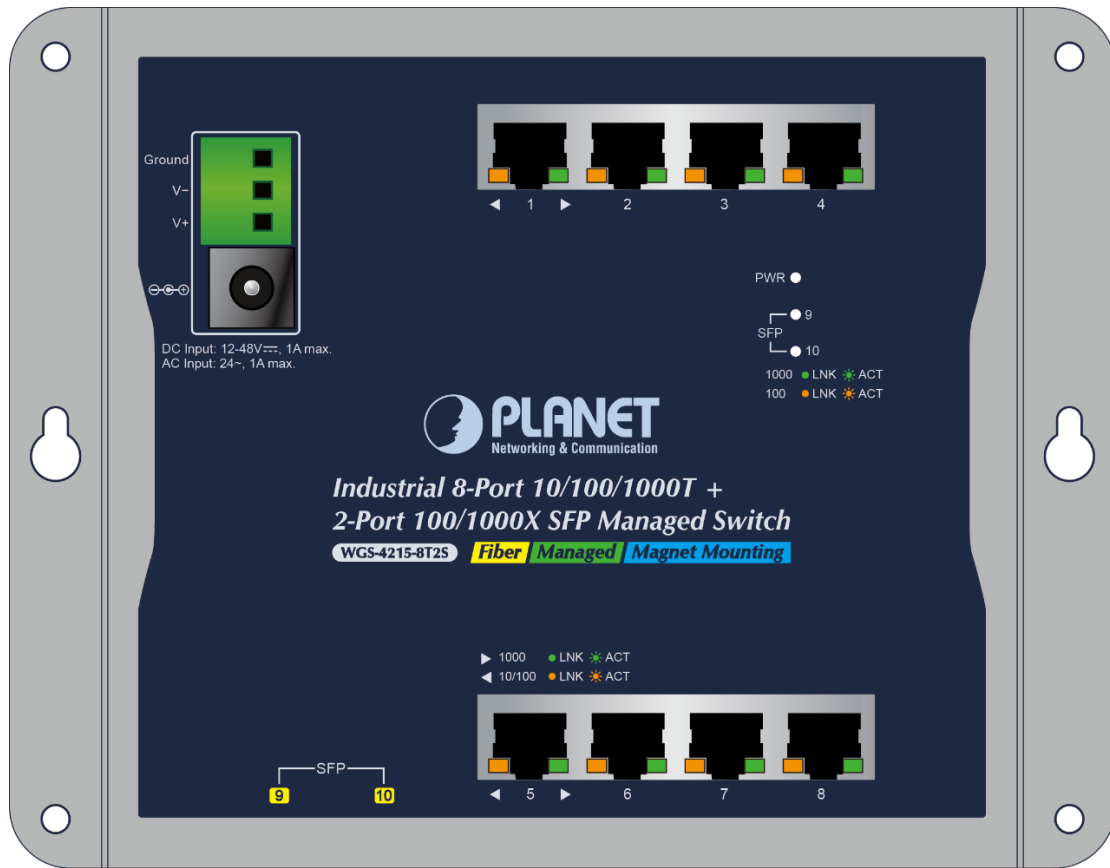 Ground
V−
V+
DC Input: 12-48V⎓, 1A max.
AC Input: 24~, 1A max.
1 2 3 4
PWR
9
SFP
10
1000 LNK ACT
100 LNK ACT
PLANET
Networking & Communication
Industrial 8-Port 10/100/1000T +
2-Port 100/1000X SFP Managed Switch
WGS-4215-8T2S Fiber Managed Magnet Mounting
1000 LNK ACT
10/100 LNK ACT
SFP
9 10
5 6 7 8